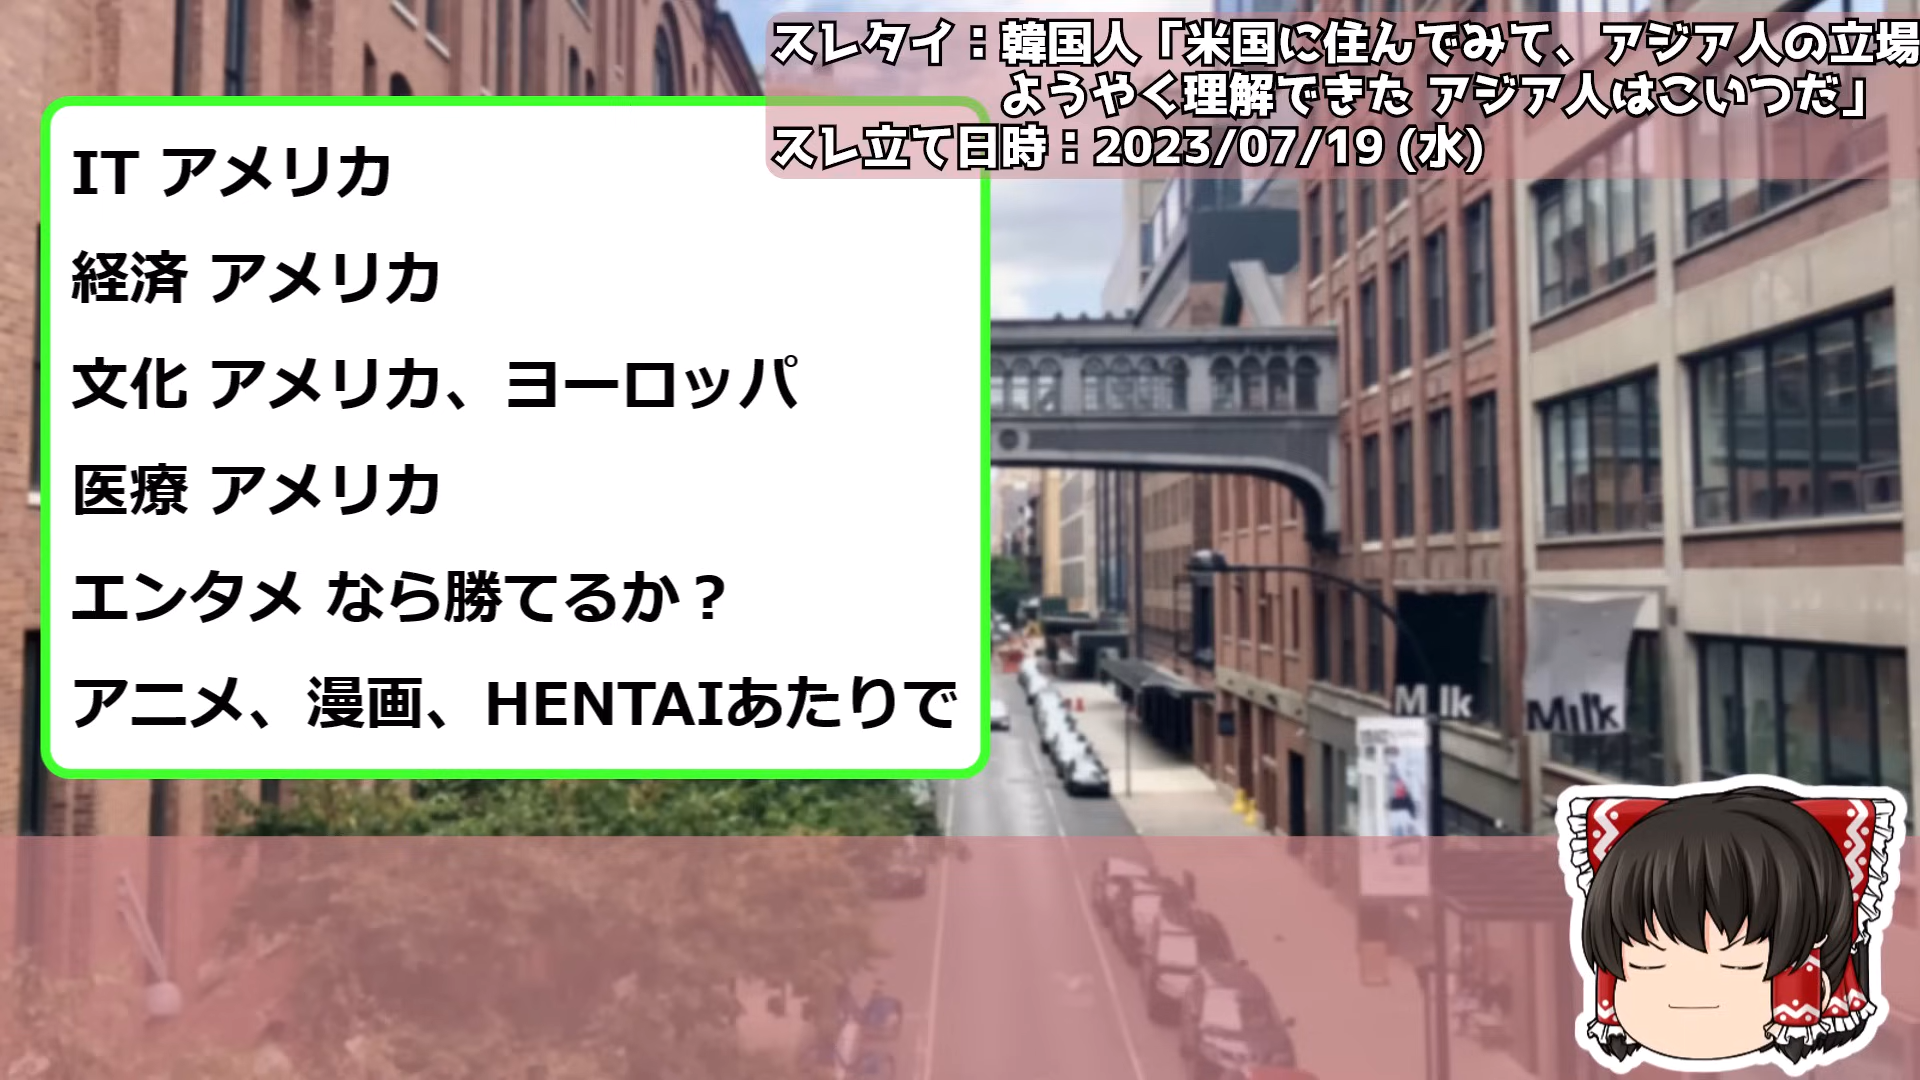 スレタイ：韓国人「米国に住んでみて、アジア人の立場
ようやく理解できた アジア人はこいつだ」
スレ立て日時：2023/07/19 (水)
IT アメリカ
経済 アメリカ
文化 アメリカ、ヨーロッパ
医療 アメリカ
エンタメ なら勝てるか？
アニメ、漫画、HENTAIあたりで
Milk
Milk